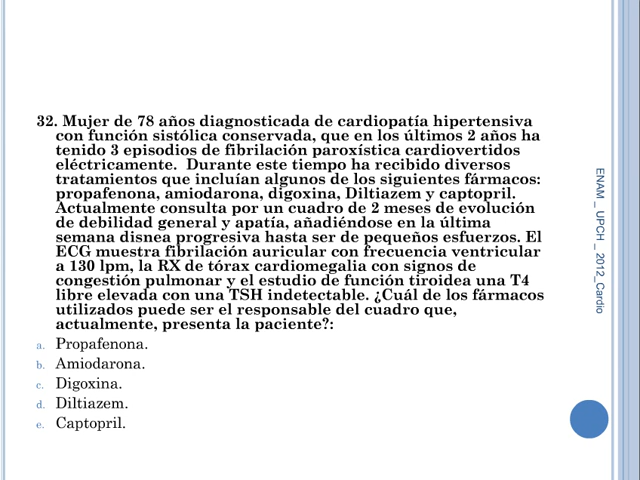 32. Mujer de 78 años diagnosticada de cardiopatía hipertensiva
con función sistólica conservada, que en los últimos 2 años ha
tenido 3 episodios de fibrilación paroxística cardiovertidos
eléctricamente.  Durante este tiempo ha recibido diversos
tratamientos que incluían algunos de los siguientes fármacos:
propafenona, amiodarona, digoxina, Diltiazem y captopril.
Actualmente consulta por un cuadro de 2 meses de evolución
de debilidad general y apatía, añadiéndose en la última
semana disnea progresiva hasta ser de pequeños esfuerzos. El
ECG muestra fibrilación auricular con frecuencia ventricular
a 130 lpm, la RX de tórax cardiomegalia con signos de
congestión pulmonar y el estudio de función tiroidea una T4
libre elevada con una TSH indetectable. ¿Cuál de los fármacos
utilizados puede ser el responsable del cuadro que,
actualmente, presenta la paciente?:
a. Propafenona.
b. Amiodarona.
c. Digoxina.
d. Diltiazem.
e. Captopril.
ENAM _ UPCH _ 2012_Cardio